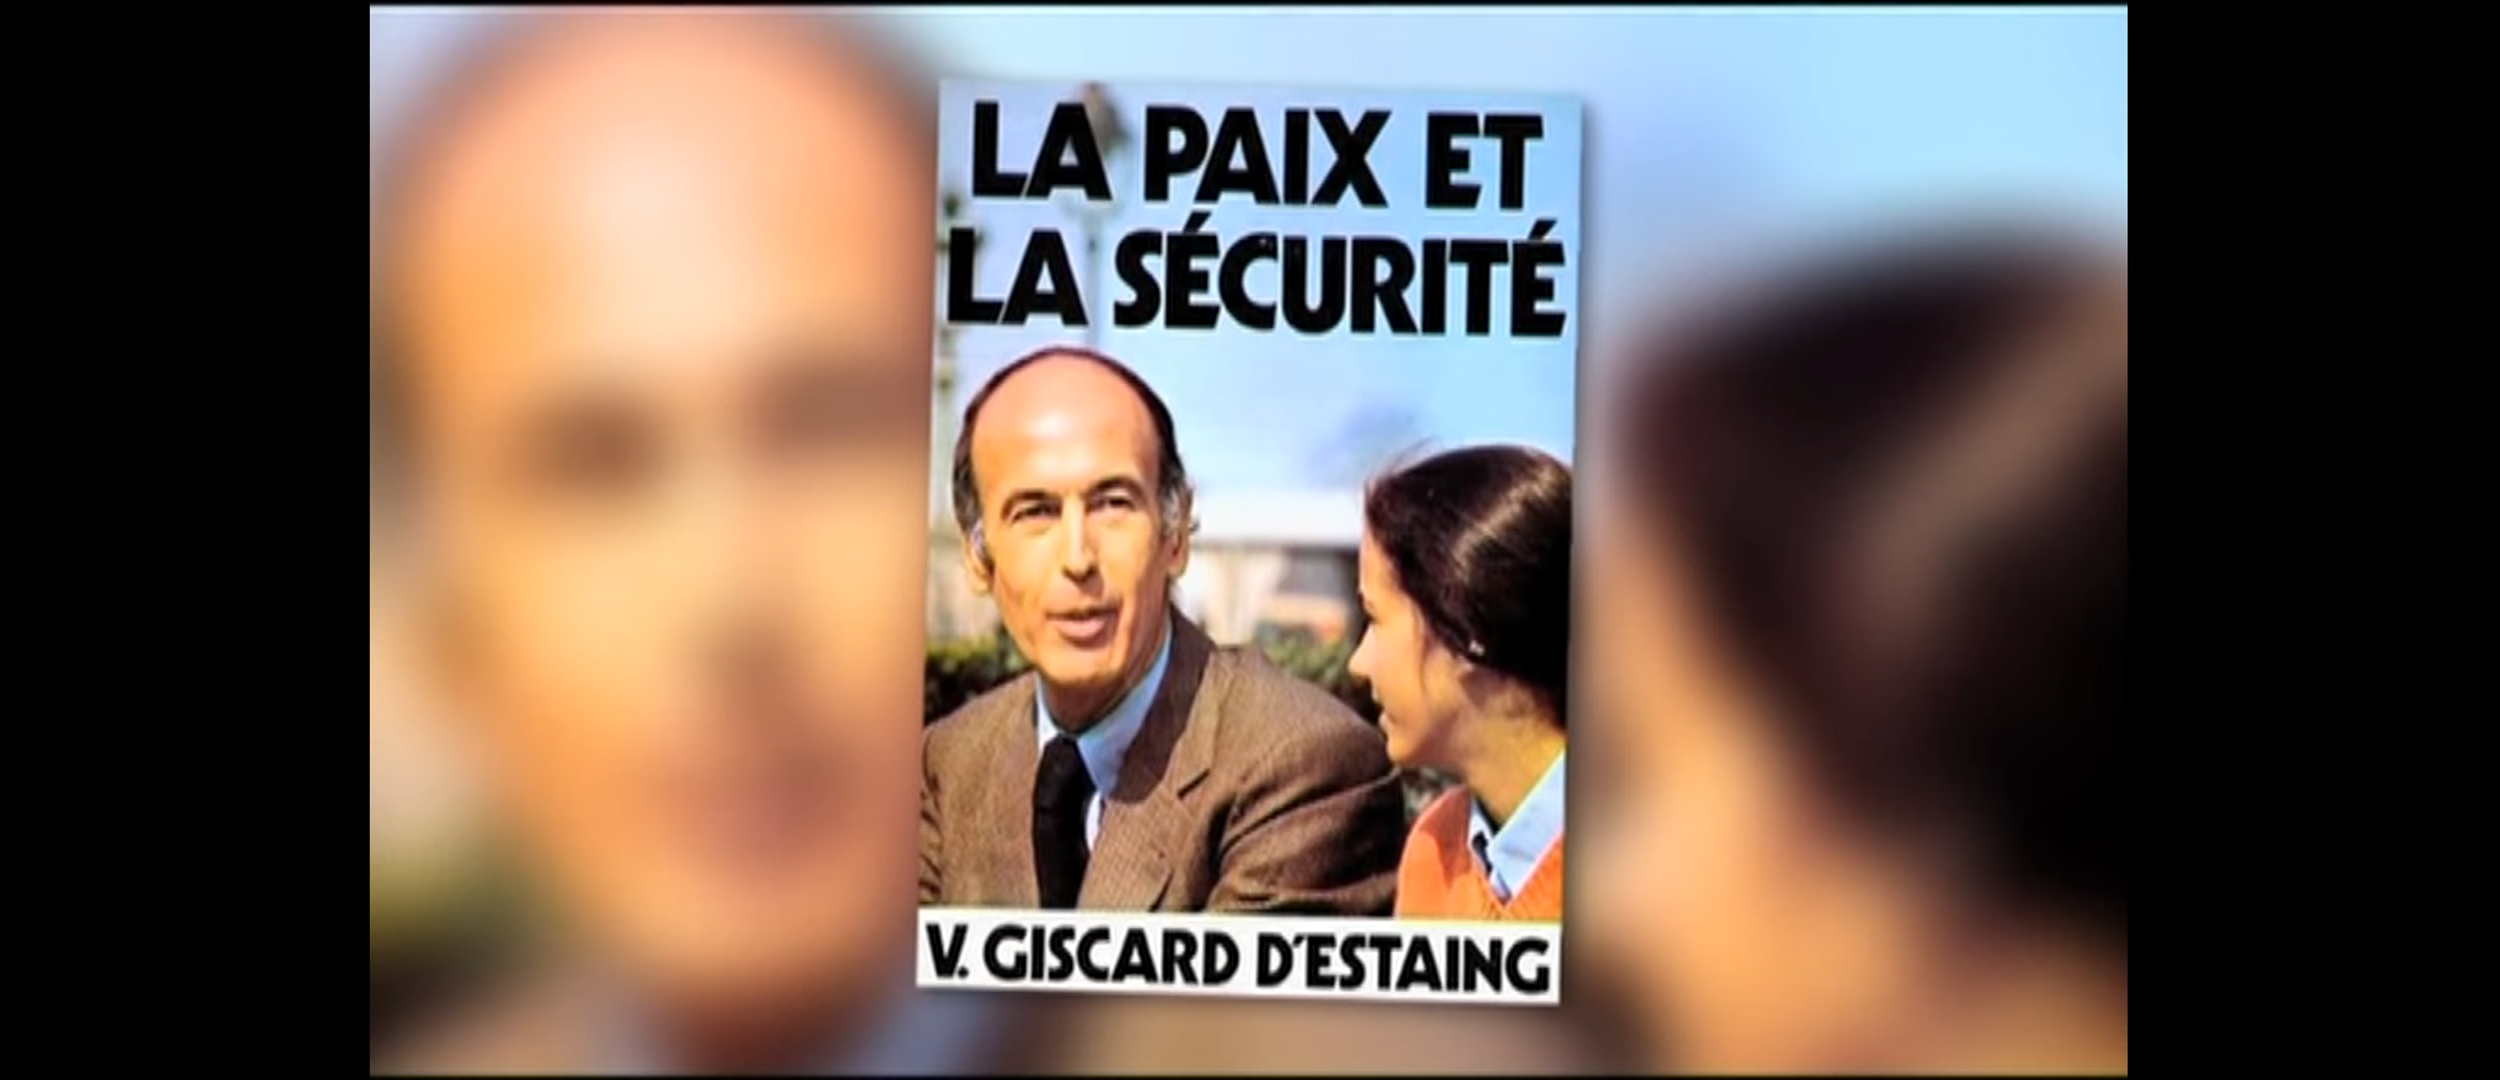 LA PAIX ET
LA SÉCURITÉ
V. GISCARD D'ESTAING